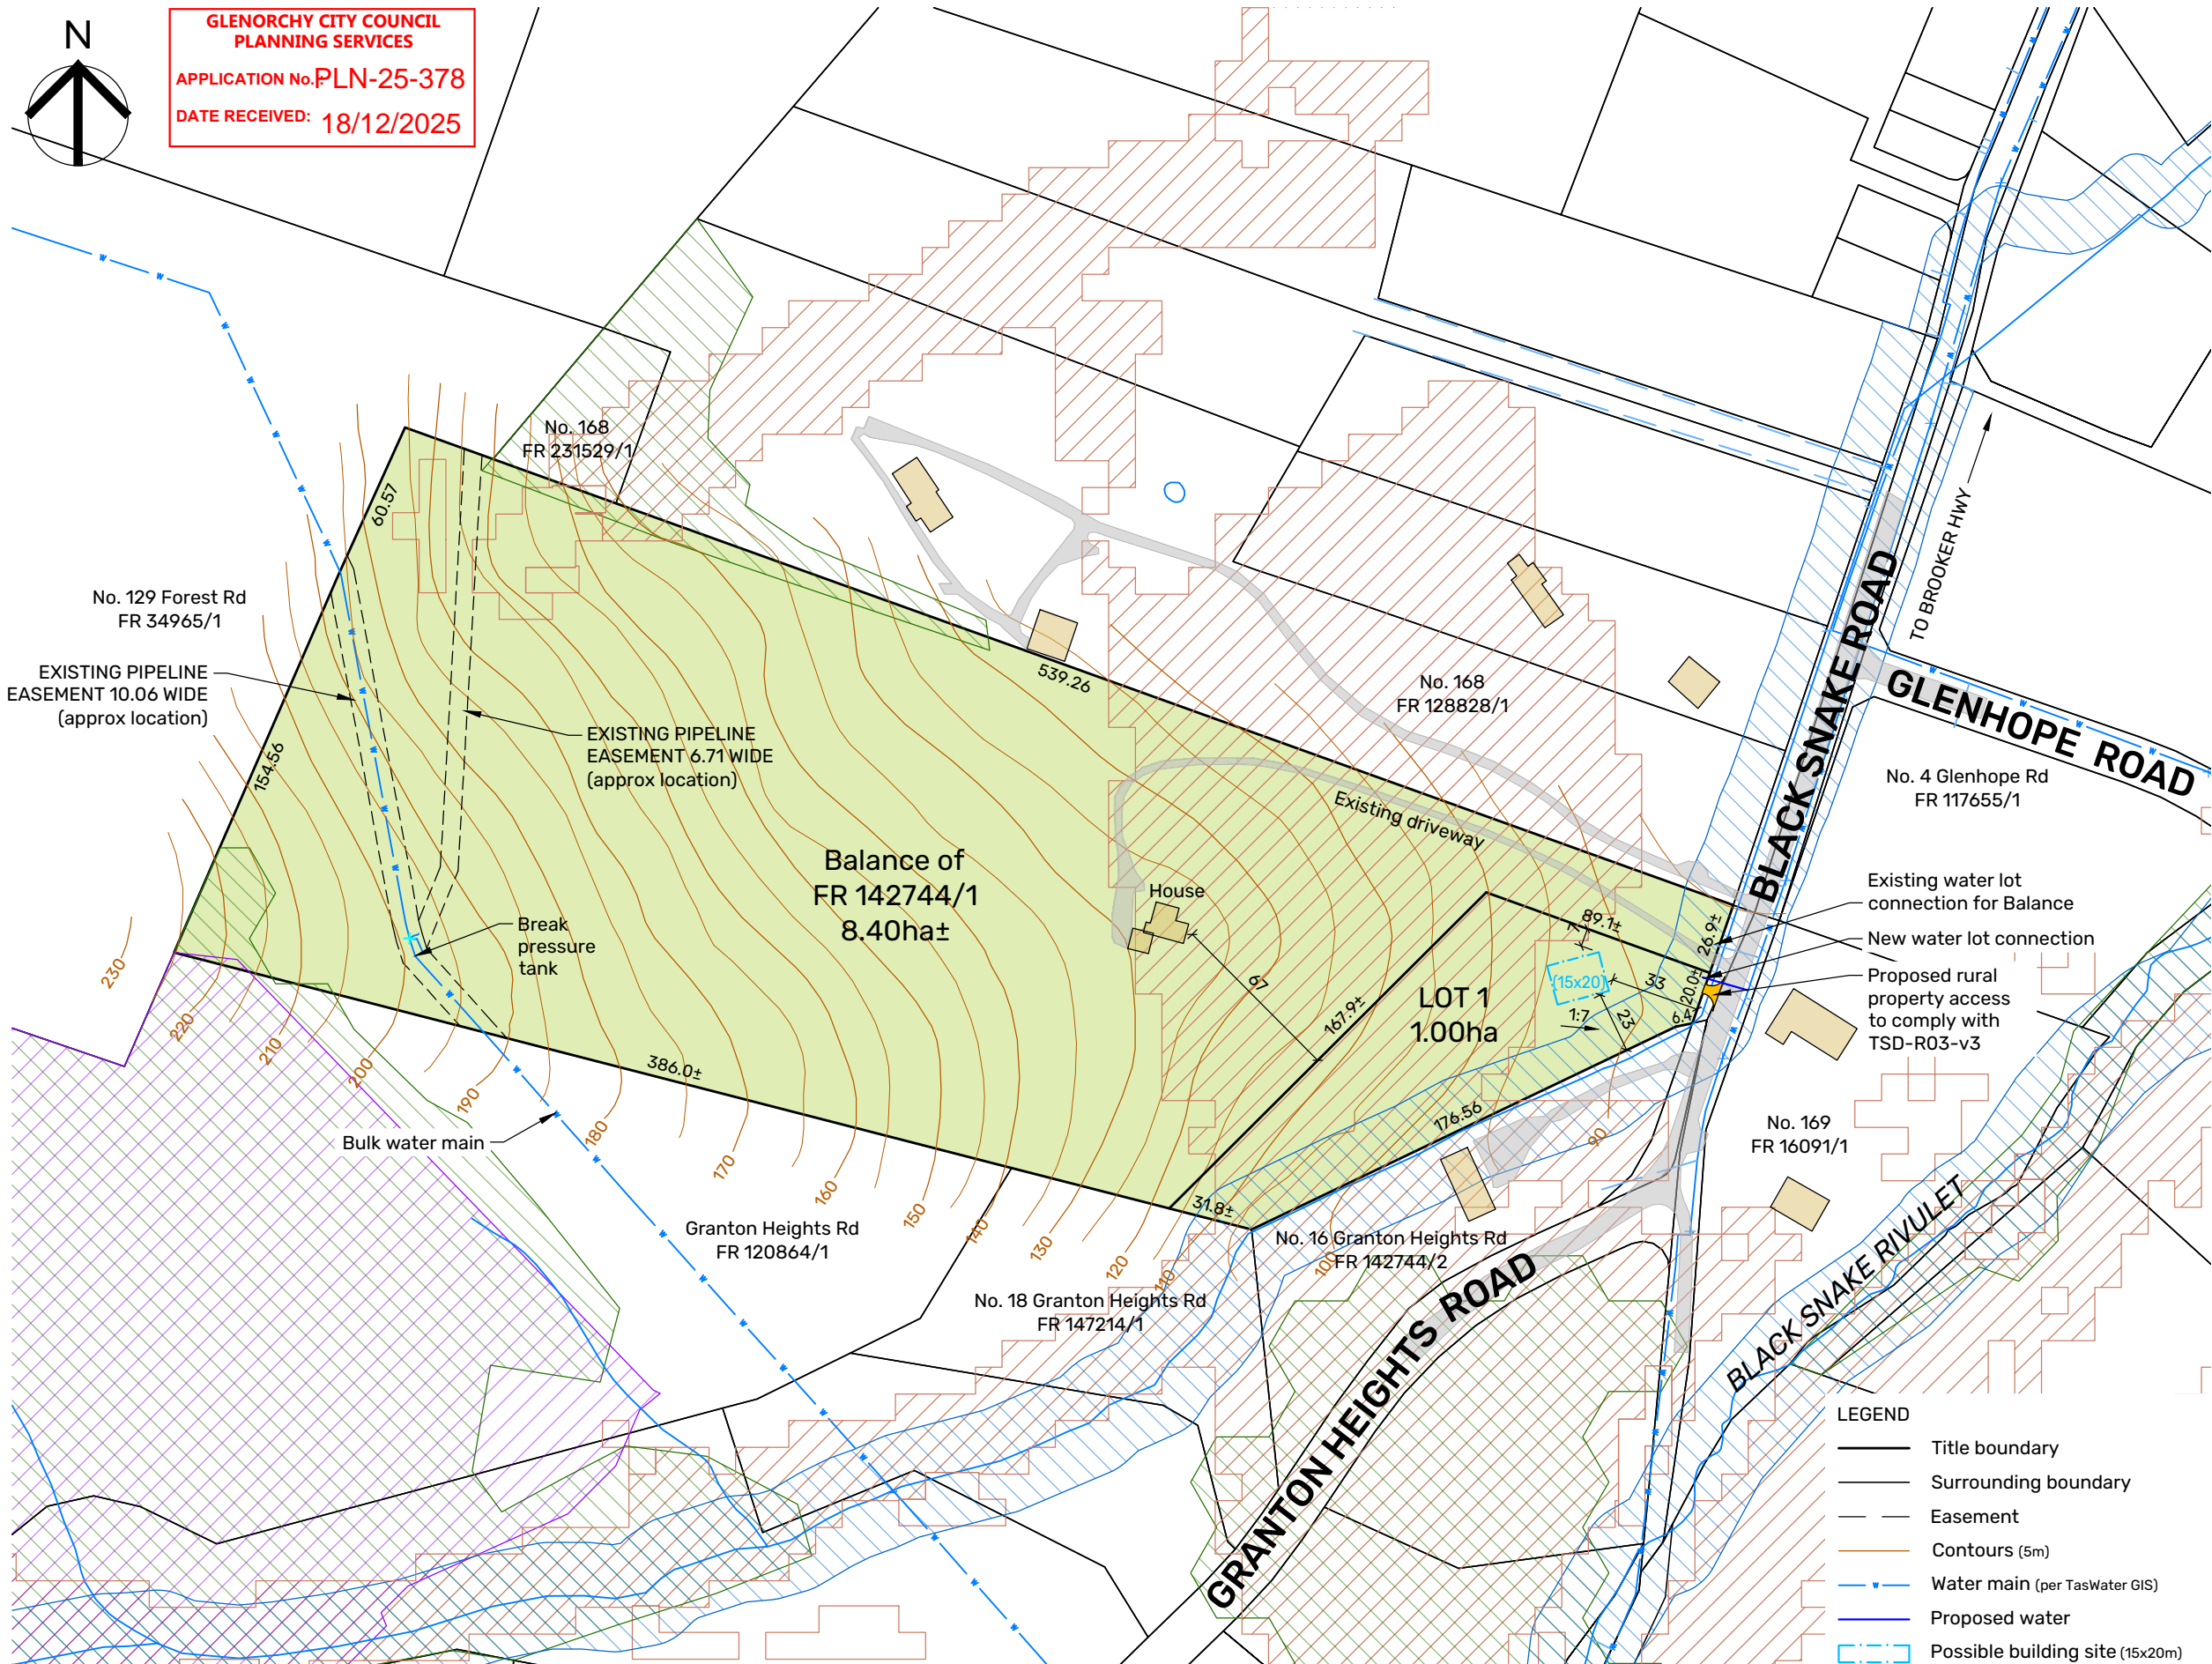 N
GLENORCHY CITY COUNCIL
PLANNING SERVICES
APPLICATION No.: PLN-25-378
DATE RECEIVED: 18/12/2025
No. 168
FR 231529/1
60.57
No. 129 Forest Rd
FR 34965/1
EXISTING PIPELINE
EASEMENT 10.06 WIDE
(approx location)
154.56
EXISTING PIPELINE
EASEMENT 6.71 WIDE
(approx location)
539.26
No. 168
FR 128828/1
BLACK SNAKE ROAD
TO BROOKER HWY
GLENHOPE ROAD
No. 4 Glenhope Rd
FR 117655/1
Existing driveway
Balance of
FR 142744/1
8.40ha±
House
Break
pressure
tank
67
167.9±
LOT 1
1.00ha
89.1±
7
(15x20)
33
23
1:7
26.9±
20.0±
6.4±
Existing water lot
connection for Balance
New water lot connection
Proposed rural
property access
to comply with
TSD-R03-v3
176.56
31.8±
386.0±
Bulk water main
230
220
210
200
190
180
170
160
150
140
130
120
110
100
90
Granton Heights Rd
FR 120864/1
No. 18 Granton Heights Rd
FR 147214/1
No. 16 Granton Heights Rd
FR 142744/2
No. 169
FR 16091/1
GRANTON HEIGHTS ROAD
BLACK SNAKE RIVULET
LEGEND
Title boundary
Surrounding boundary
Easement
Contours (5m)
Water main (per TasWater GIS)
Proposed water
Possible building site (15x20m)